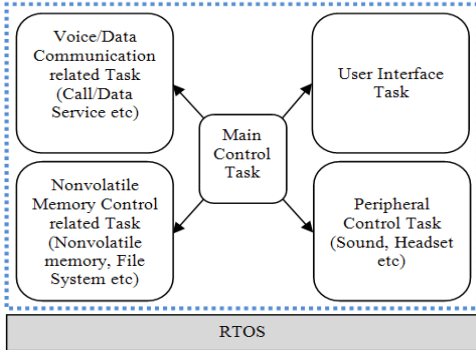 Voice/Data
Communication
related Task
(Call/Data
Service etc)
User Interface
Task
Main
Control
Task
Nonvolatile
Memory Control
related Task
(Nonvolatile
memory, File
System etc)
Peripheral
Control Task
(Sound, Headset
etc)
RTOS